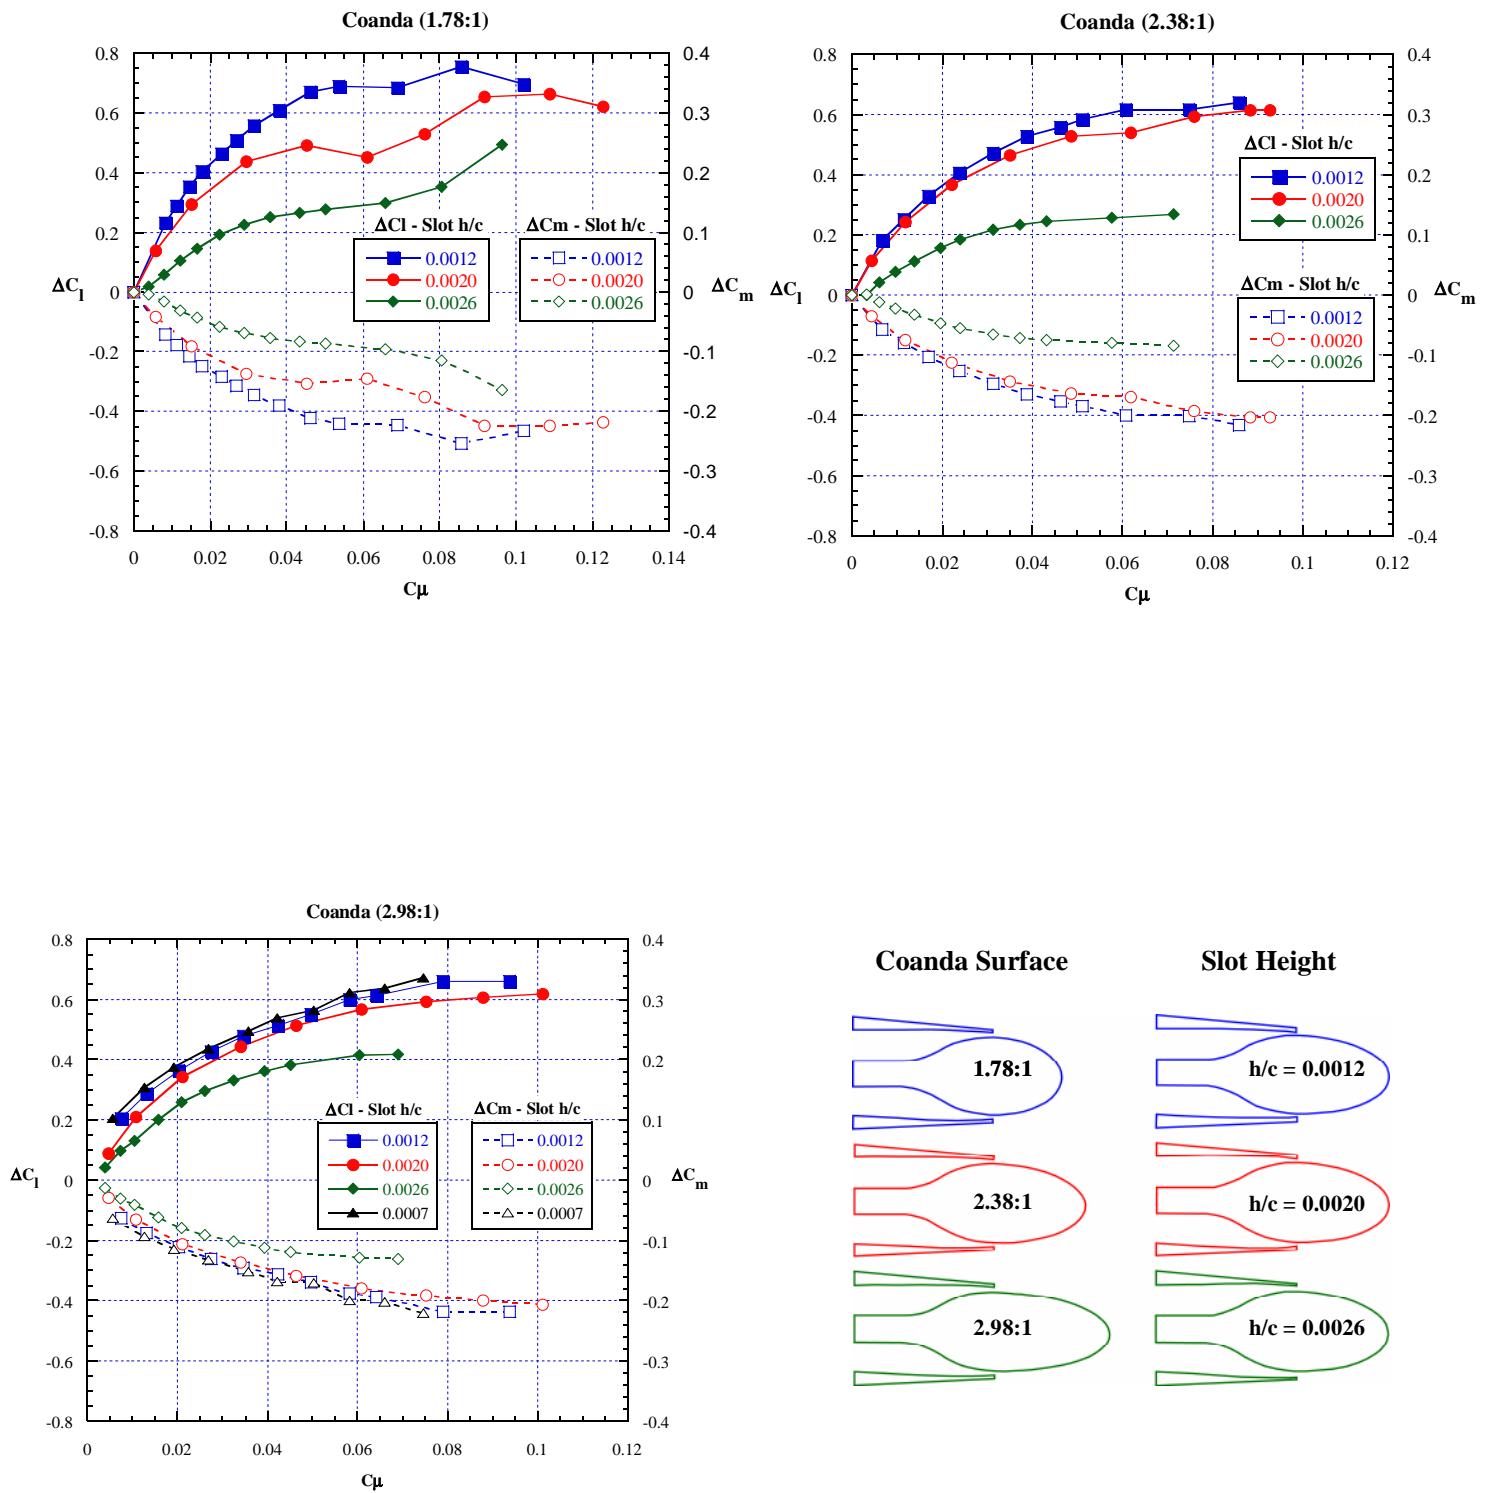 Coanda (1.78:1)
0.8
0.6
0.4
0.2
0
-0.2
-0.4
-0.6
-0.8
ΔCl
0.4
0.3
0.2
0.1
0
-0.1
-0.2
-0.3
-0.4
ΔCm
0 0.02 0.04 0.06 0.08 0.1 0.12 0.14
Cμ
ΔCl - Slot h/c
0.0012
0.0020
0.0026
ΔCm - Slot h/c
0.0012
0.0020
0.0026
Coanda (2.38:1)
0.8
0.6
0.4
0.2
0
-0.2
-0.4
-0.6
-0.8
ΔCl
0.4
0.3
0.2
0.1
0
-0.1
-0.2
-0.3
-0.4
ΔCm
0 0.02 0.04 0.06 0.08 0.1 0.12
Cμ
ΔCl - Slot h/c
0.0012
0.0020
0.0026
ΔCm - Slot h/c
0.0012
0.0020
0.0026
Coanda (2.98:1)
0.8
0.6
0.4
0.2
0
-0.2
-0.4
-0.6
-0.8
ΔCl
0.4
0.3
0.2
0.1
0
-0.1
-0.2
-0.3
-0.4
ΔCm
0 0.02 0.04 0.06 0.08 0.1 0.12
Cμ
ΔCl - Slot h/c
0.0012
0.0020
0.0026
0.0007
ΔCm - Slot h/c
0.0012
0.0020
0.0026
0.0007
Coanda Surface
1.78:1
2.38:1
2.98:1
Slot Height
h/c = 0.0012
h/c = 0.0020
h/c = 0.0026